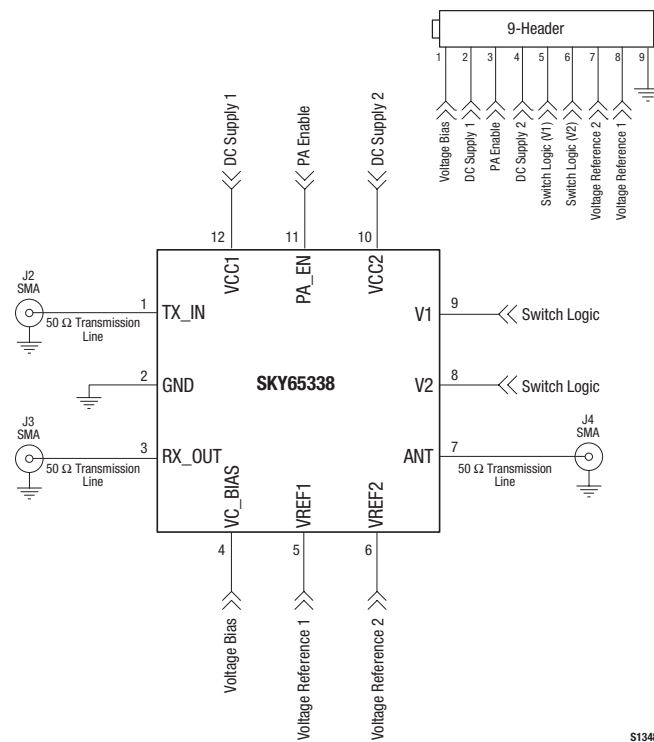 9-Header
1 2 3 4 5 6 7 8 9
Voltage Bias
DC Supply 1
PA Enable
DC Supply 2
Switch Logic (V1)
Switch Logic (V2)
Voltage Reference 2
Voltage Reference 1
DC Supply 1
PA Enable
DC Supply 2
12 11 10
VCC1
PA_EN
VCC2
J2
SMA
50 Ω Transmission
Line
1 TX_IN
V1 9 Switch Logic
2 GND
SKY65338
V2 8 Switch Logic
J3
SMA
50 Ω Transmission
Line
3 RX_OUT
ANT 7
50 Ω Transmission
Line
J4
SMA
VC_BIAS
VREF1
VREF2
4 5 6
Voltage Bias
Voltage Reference 1
Voltage Reference 2
S1348